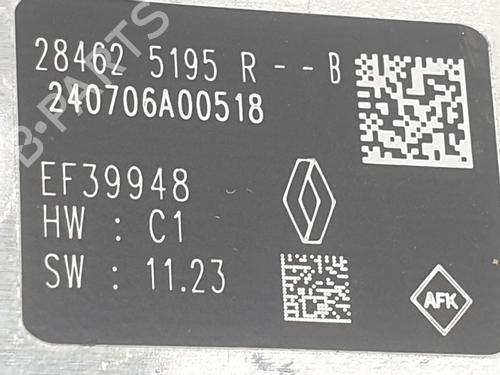 28462 5195 R--B
240706A00518
EF39948
HW : C1
SW : 11.23
AFK
B-PARTS